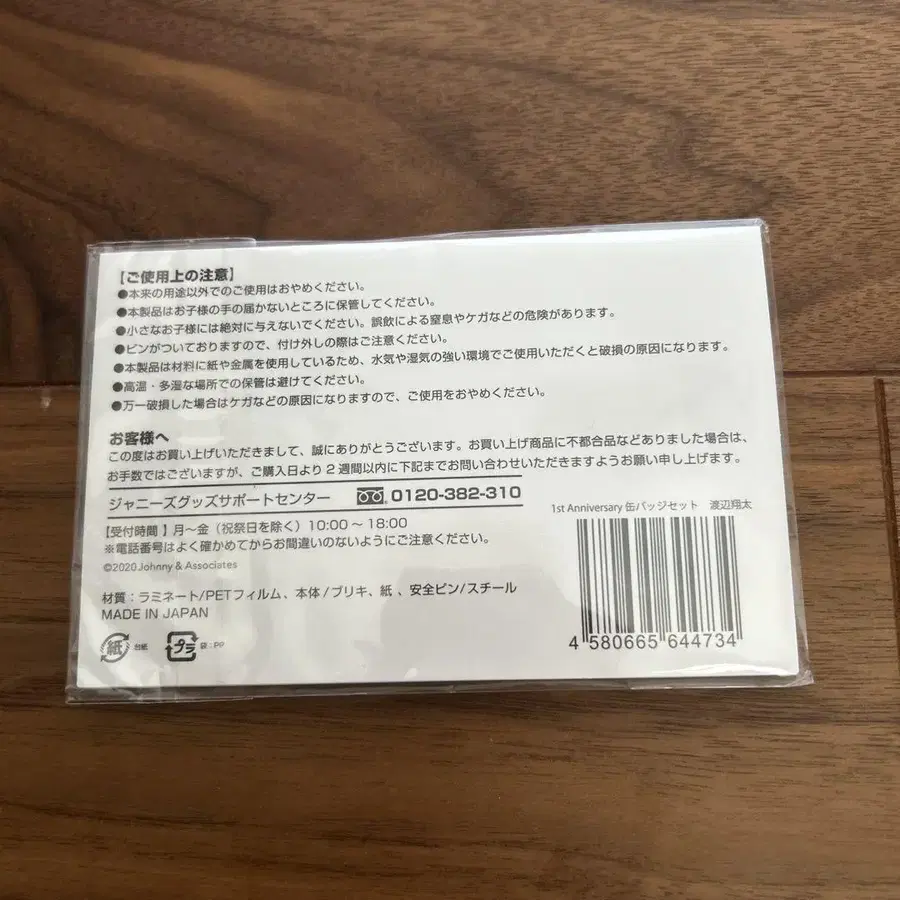 【ご使用上の注意】
●本来の用途以外でのご使用はおやめください。
●本製品はお子様の手の届かないところに保管してください。
●小さなお子様には絶対に与えないでください。誤飲による窒息やケガなどの危険があります。
●ピンがついておりますので、付け外しの際はご注意ください。
●本製品は材料に紙や金属を使用しているため、水気や湿気の強い環境でご使用いただくと破損の原因になります。
●高温・多湿な場所での保管は避けてください。
●万一破損した場合はケガなどの原因になりますので、ご使用をおやめください。
お客様へ
この度はお買い上げいただきまして、誠にありがとうございます。お買い上げ商品に不都合品などありました場合は、
お手数ではございますが、ご購入日より2週間以内に下記までお問い合わせいただきますようお願い申し上げます。
ジャニーズグッズサポートセンター 0120-382-310
【受付時間】月〜金（祝祭日を除く）10:00〜18:00
※電話番号はよく確かめてからお間違いのないようにご注意ください。
©2020 Johnny & Associates
1st Anniversary 缶バッジセット 渡辺翔太
材質：ラミネート/PETフィルム、本体/ブリキ、紙、安全ピン/スチール
MADE IN JAPAN
4 580665 644734
紙 台紙 プラ 袋：PP